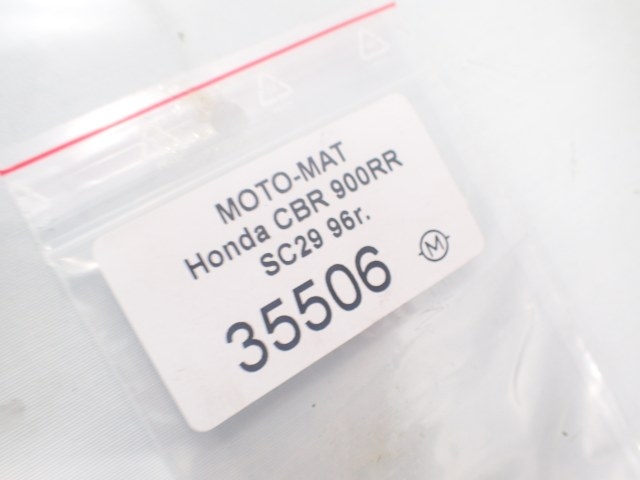 MOTO-MAT
Honda CBR 900RR
SC29 96r.
35506 M